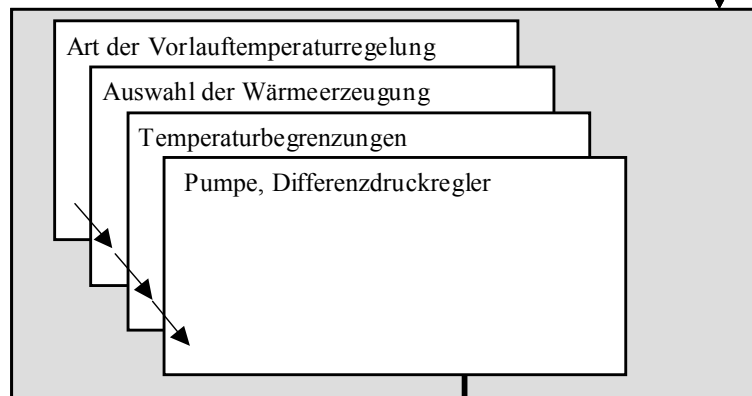 Art der Vorlauftemperaturregelung
Auswahl der Wärmeerzeugung
Temperaturbegrenzungen
Pumpe, Differenzdruckregler